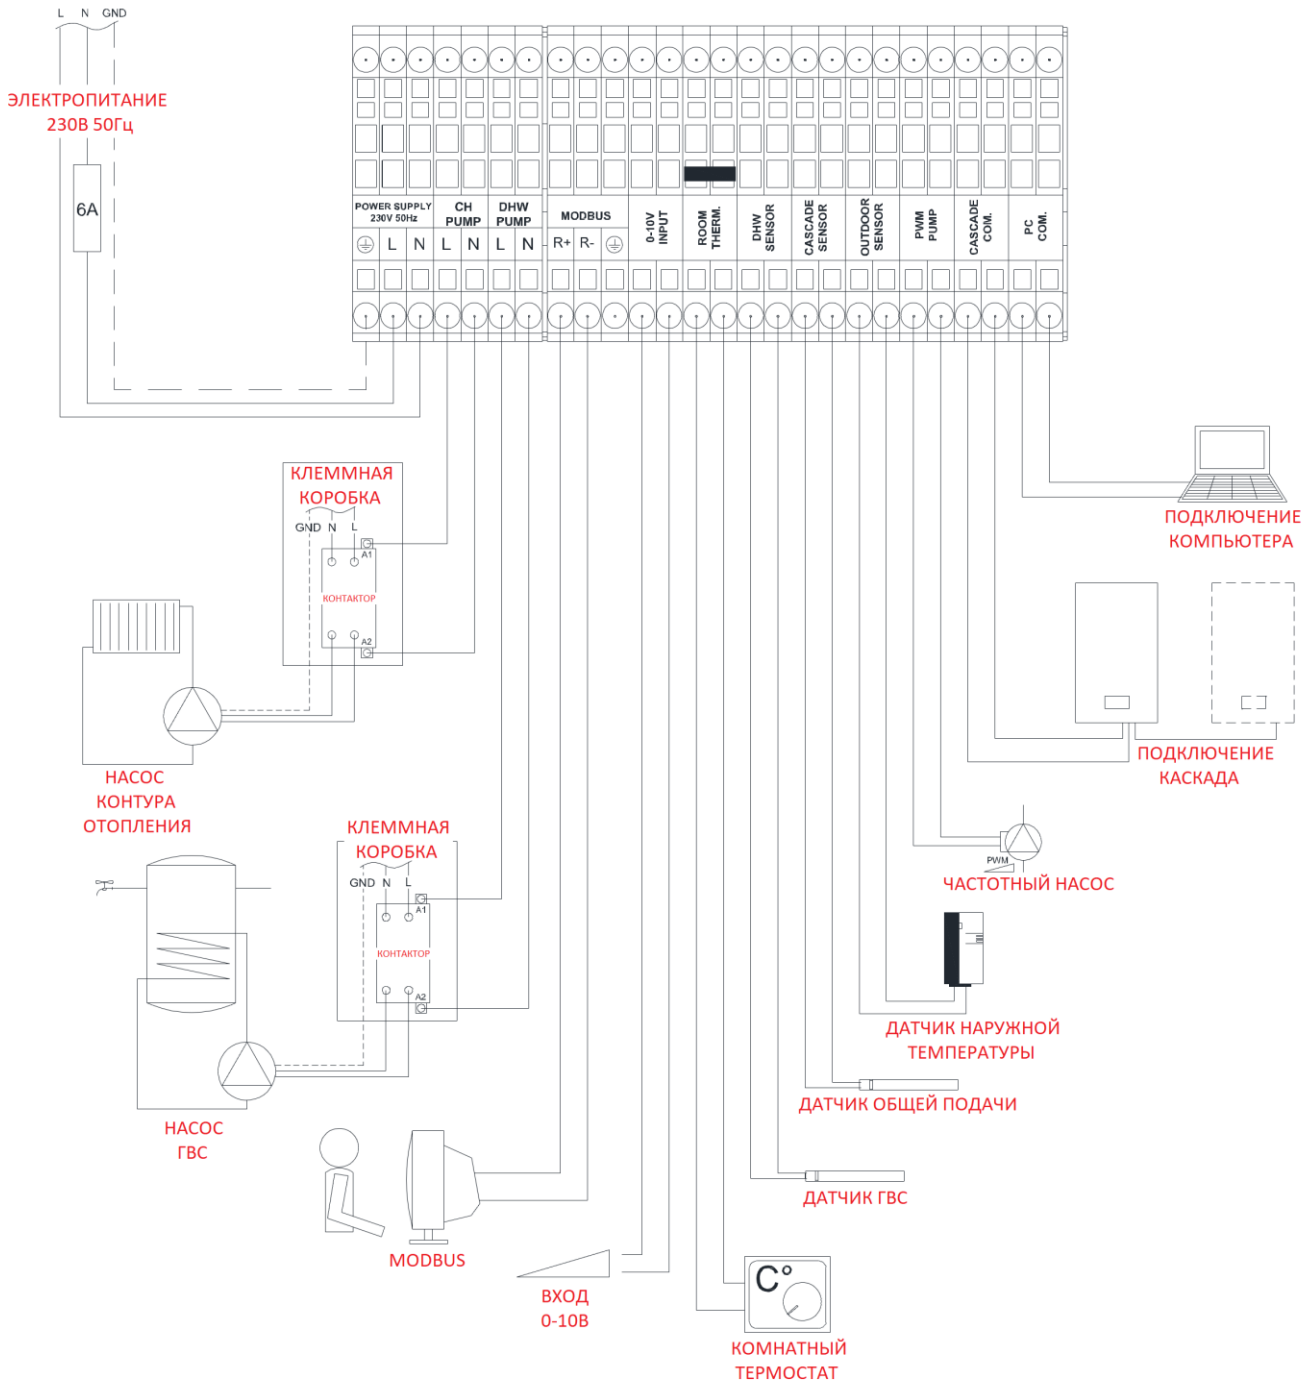 L N GND
ЭЛЕКТРОПИТАНИЕ
230В 50Гц
6A
POWER SUPPLY
230V 50Hz
CH
PUMP
DHW
PUMP
MODBUS
0-10V
INPUT
ROOM
THERM.
DHW
SENSOR
CASCADE
SENSOR
OUTDOOR
SENSOR
PWM
PUMP
CASCADE
COM.
PC
COM.
L N L N L N R+ R-
КЛЕММНАЯ
КОРОБКА
GND N L
A1
КОНТАКТОР
A2
НАСОС
КОНТУРА
ОТОПЛЕНИЯ
КЛЕММНАЯ
КОРОБКА
GND N L
A1
КОНТАКТОР
A2
НАСОС
ГВС
MODBUS
ВХОД
0-10В
C°
КОМНАТНЫЙ
ТЕРМОСТАТ
ДАТЧИК ГВС
ДАТЧИК ОБЩЕЙ ПОДАЧИ
ДАТЧИК НАРУЖНОЙ
ТЕМПЕРАТУРЫ
PWM
ЧАСТОТНЫЙ НАСОС
ПОДКЛЮЧЕНИЕ
КАСКАДА
ПОДКЛЮЧЕНИЕ
КОМПЬЮТЕРА